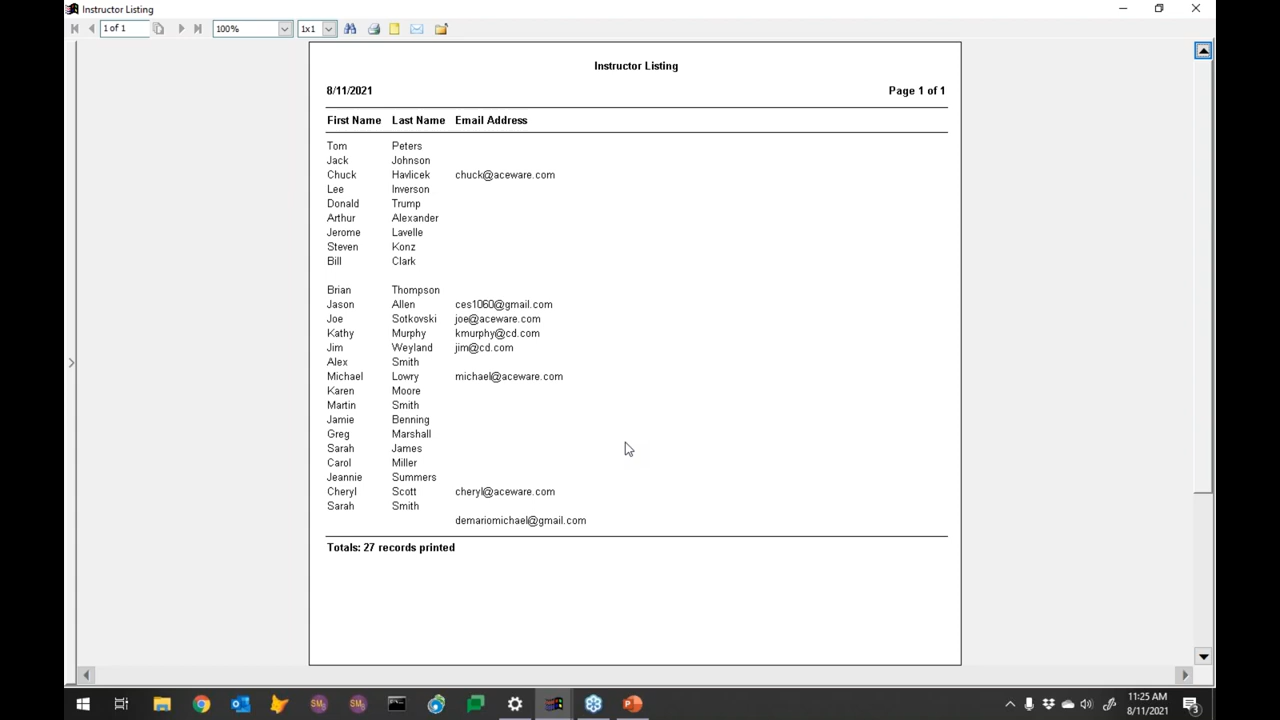 Instructor Listing
1 of 1 100% 1x1
Instructor Listing
8/11/2021 Page 1 of 1
First Name Last Name Email Address
Tom Peters
Jack Johnson
Chuck Havlicek chuck@aceware.com
Lee Inverson
Donald Trump
Arthur Alexander
Jerome Lavelle
Steven Konz
Bill Clark
Brian Thompson
Jason Allen ces1060@gmail.com
Joe Sotkovski joe@aceware.com
Kathy Murphy kmurphy@cd.com
Jim Weyland jim@cd.com
Alex Smith
Michael Lowry michael@aceware.com
Karen Moore
Martin Smith
Jamie Benning
Greg Marshall
Sarah James
Carol Miller
Jeannie Summers
Cheryl Scott cheryl@aceware.com
Sarah Smith
demariomichael@gmail.com
Totals: 27 records printed
11:25 AM
8/11/2021
3